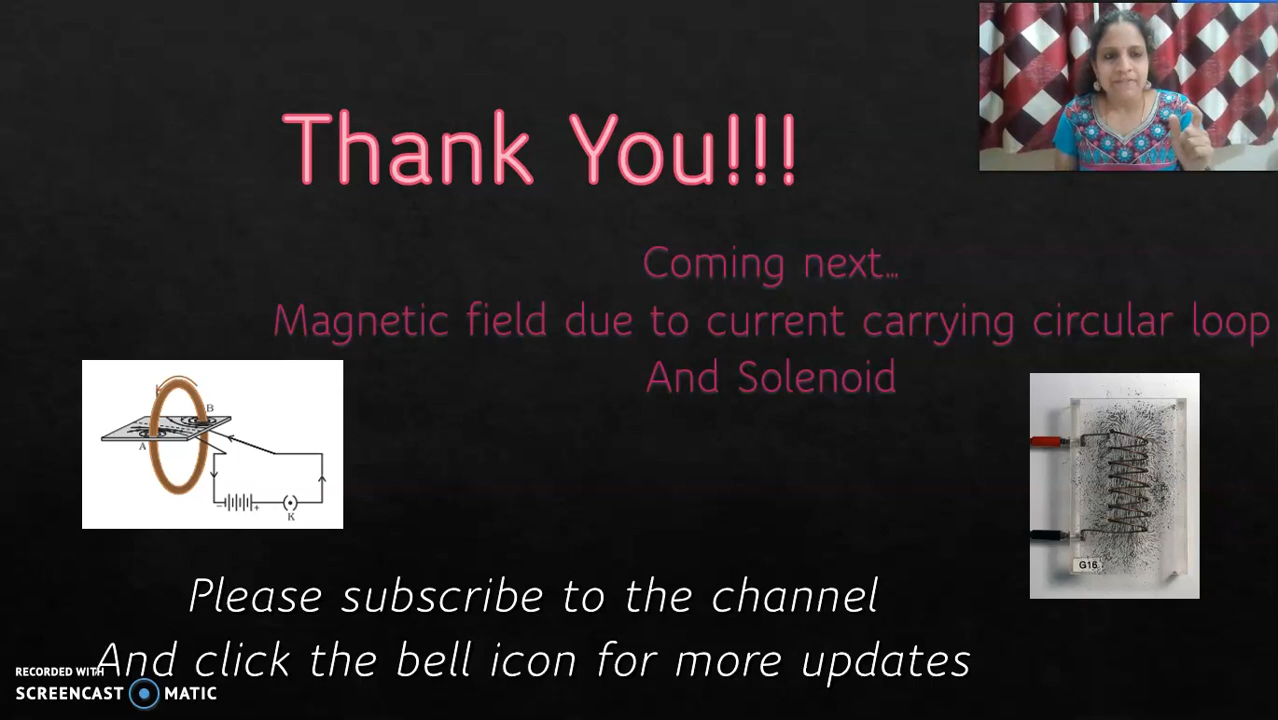 Thank You!!!
Coming next...
Magnetic field due to current carrying circular loop
And Solenoid
B
A
K
G16
Please subscribe to the channel
And click the bell icon for more updates
RECORDED WITH
SCREENCAST MATIC